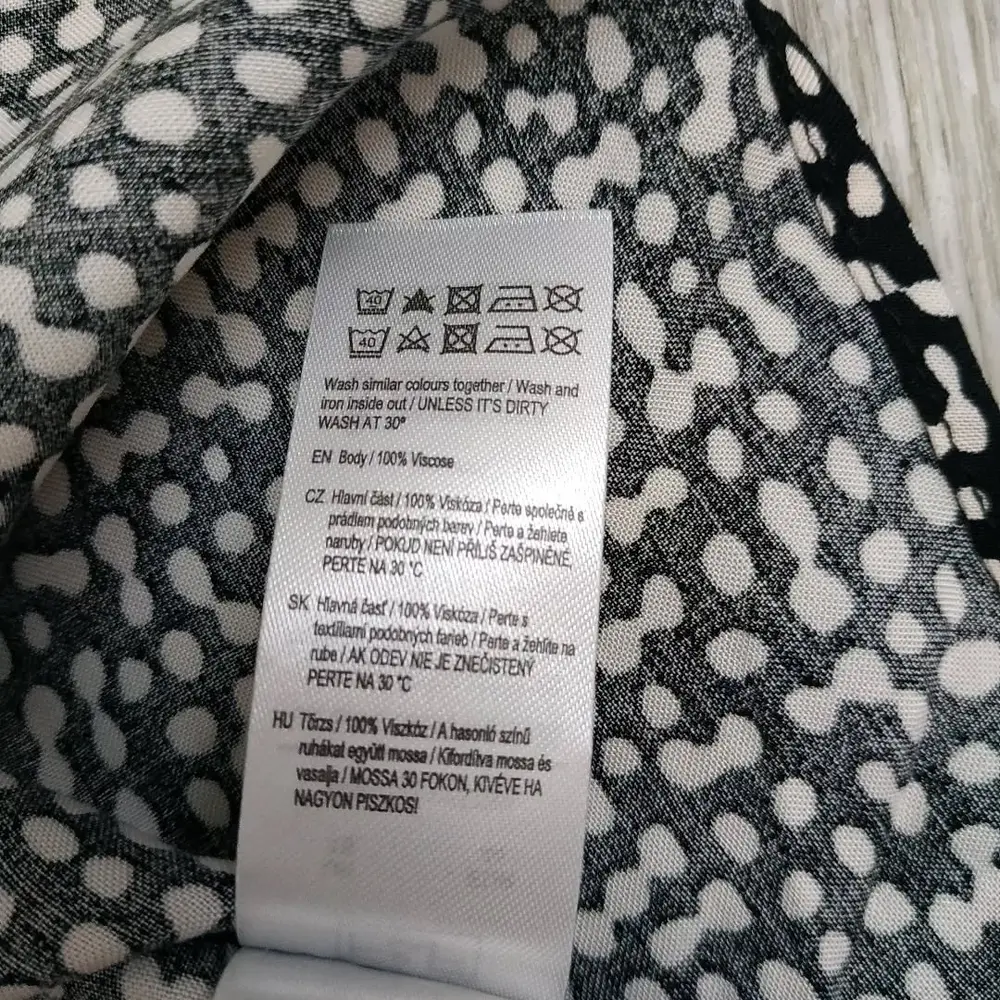 40
40
Wash similar colours together / Wash and
iron inside out / UNLESS IT'S DIRTY
WASH AT 30°
EN Body / 100% Viscose
CZ Hlavní část / 100% Viskóza / Perte společně s
prádlem podobných barev / Perte a žehlete
naruby / POKUD NENÍ PŘÍLIŠ ZAŠPINĚNÉ,
PERTE NA 30 °C
SK Hlavná časť / 100% Viskóza / Perte s
textíliami podobných farieb / Perte a žehlite na
rube / AK ODEV NIE JE ZNEČISTENÝ
PERTE NA 30 °C
HU Törzs / 100% Viszkóz / A hasonló színű
ruhákat együtt mossa / Kifordítva mossa és
vasalja / MOSSA 30 FOKON, KIVÉVE HA
NAGYON PISZKOS!